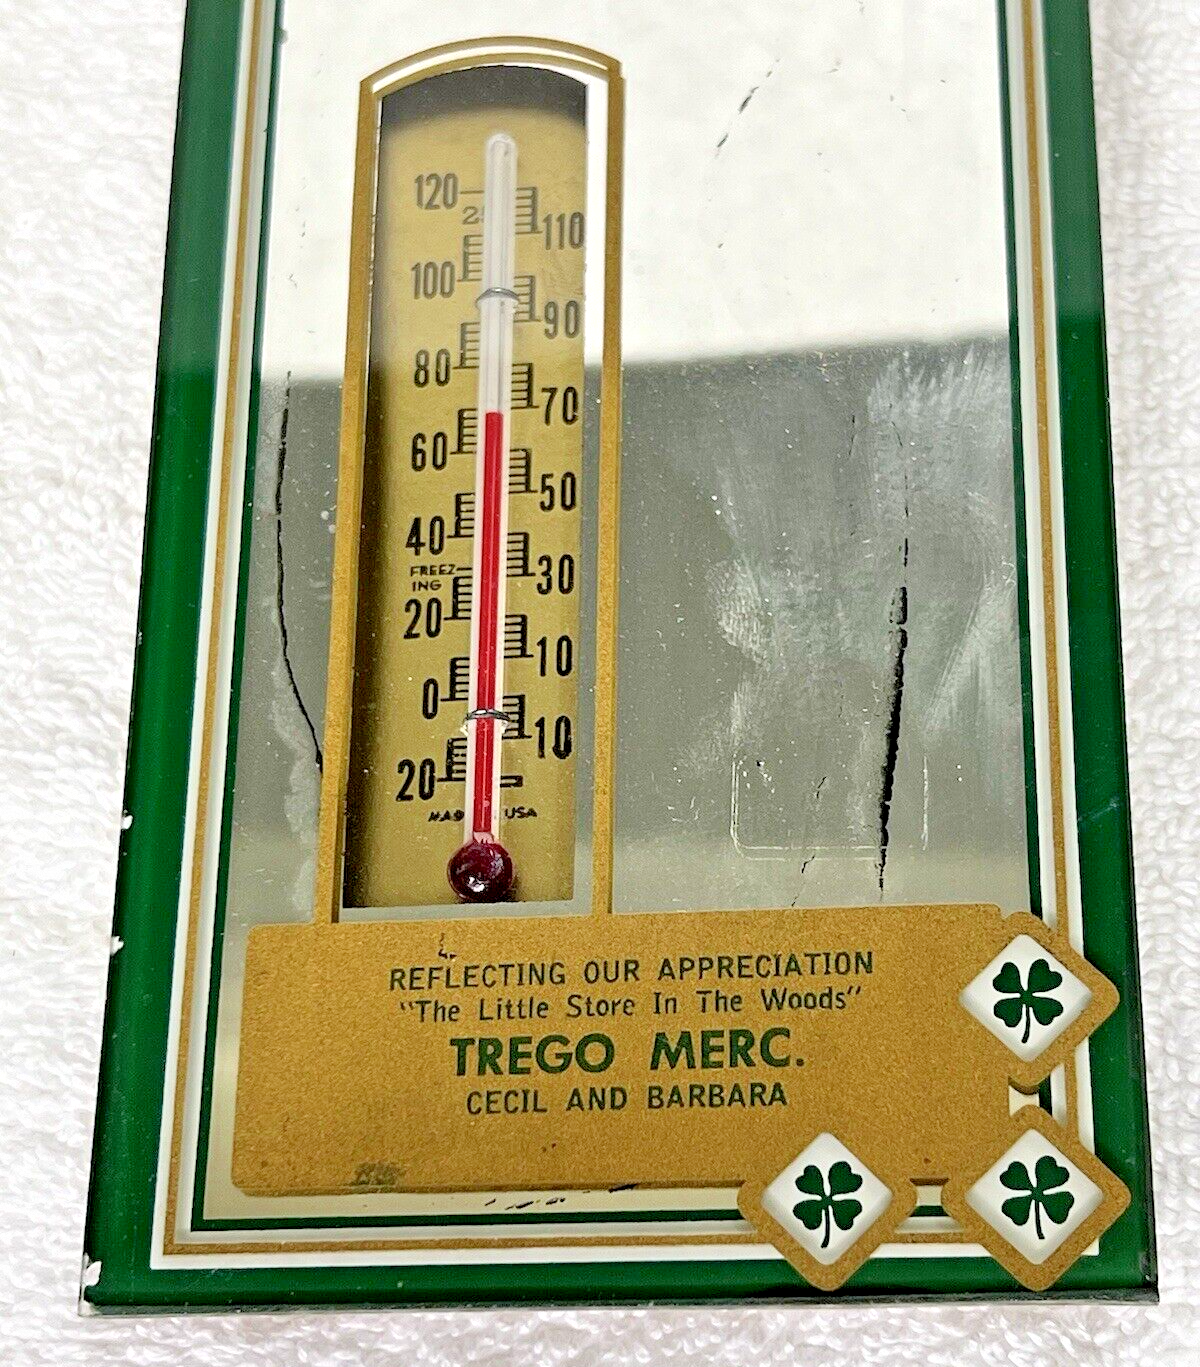 120
110
100
90
80
70
60
50
40
FREEZ-
ING
30
20
10
0
10
20
USA
REFLECTING OUR APPRECIATION
"The Little Store In The Woods"
TREGO MERC.
CECIL AND BARBARA